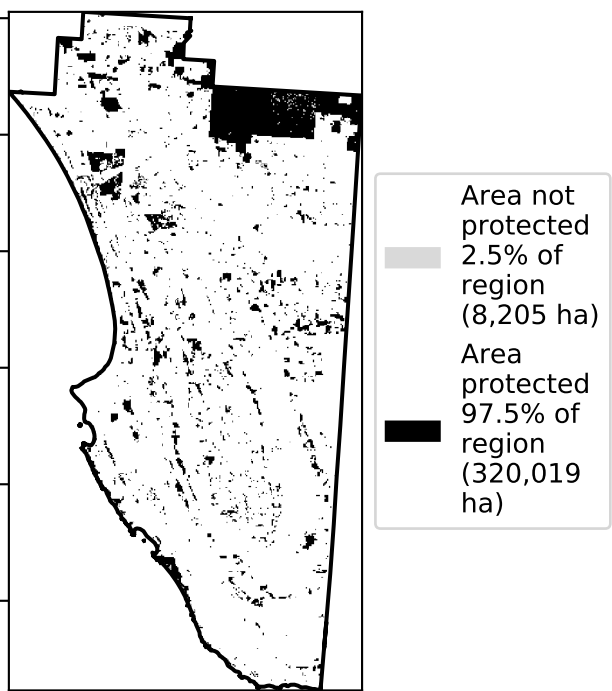 Area not
protected
2.5% of
region
(8,205 ha)
Area
protected
97.5% of
region
(320,019
ha)